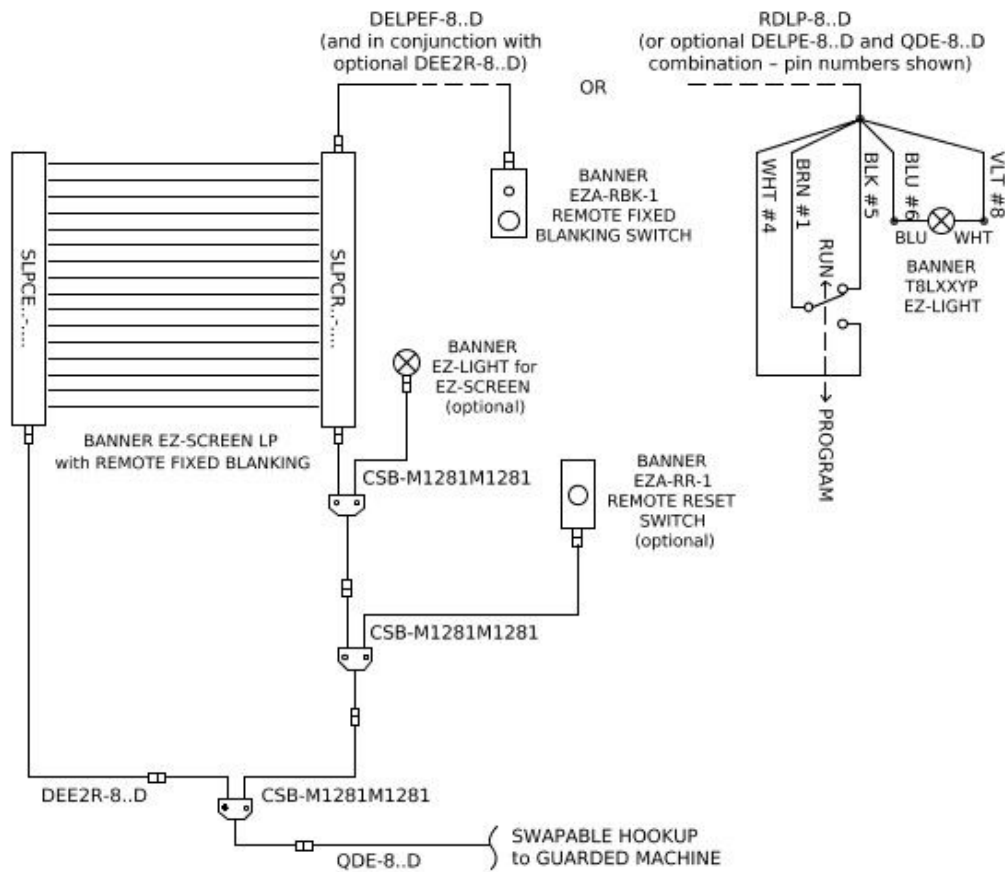 DELPEF-8..D
(and in conjunction with
optional DEE2R-8..D)
OR
RDLP-8..D
(or optional DELPE-8..D and QDE-8..D
combination – pin numbers shown)
WHT #4
BRN #1
BLK #5
BLU #6
VLT #8
BLU
WHT
BANNER
T8LXXYP
EZ-LIGHT
RUN
PROGRAM
BANNER
EZA-RBK-1
REMOTE FIXED
BLANKING SWITCH
SLPCE..-....
SLPCR..-....
BANNER
EZ-LIGHT for
EZ-SCREEN
(optional)
BANNER EZ-SCREEN LP
with REMOTE FIXED BLANKING
CSB-M1281M1281
BANNER
EZA-RR-1
REMOTE RESET
SWITCH
(optional)
CSB-M1281M1281
DEE2R-8..D
CSB-M1281M1281
QDE-8..D
SWAPABLE HOOKUP
to GUARDED MACHINE